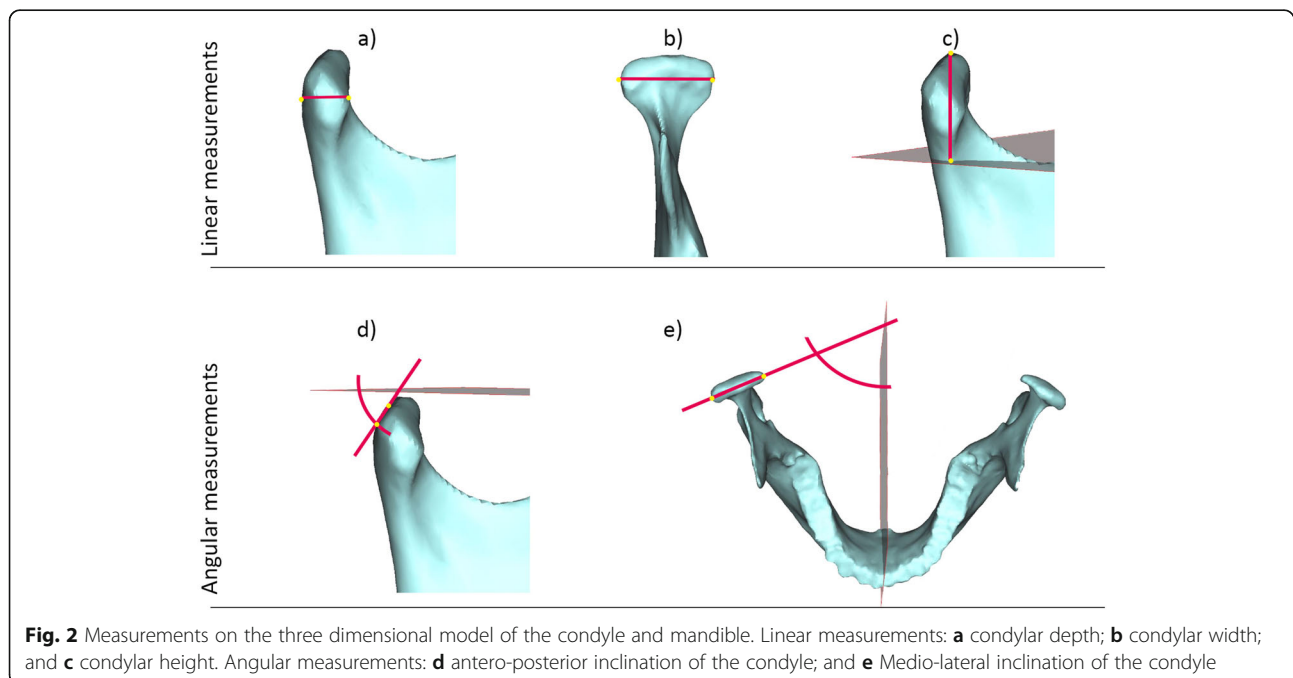 Linear measurements
a)
b)
c)
Angular measurements
d)
e)
Fig. 2 Measurements on the three dimensional model of the condyle and mandible. Linear measurements: a condylar depth; b condylar width;
and c condylar height. Angular measurements: d antero-posterior inclination of the condyle; and e Medio-lateral inclination of the condyle